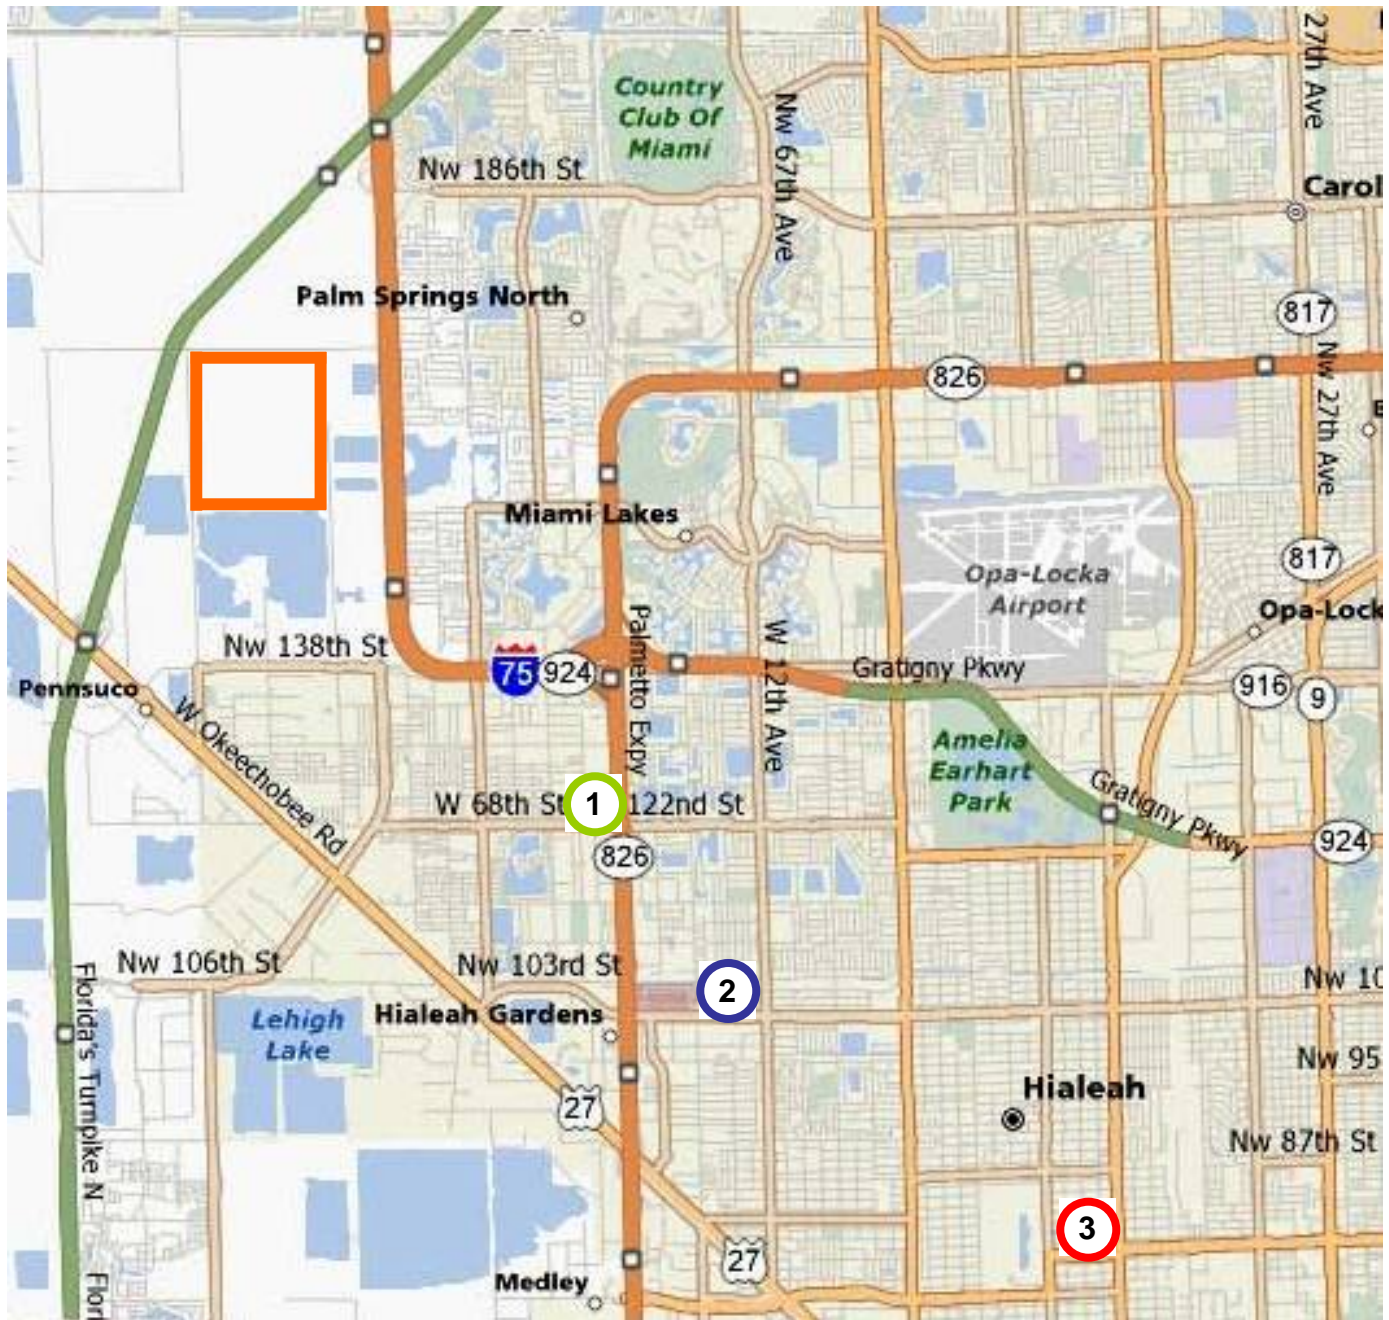 27th Ave
Country
Club Of
Miami
Nw 67th Ave
Nw 186th St
Carol
Palm Springs North
817
Nw 27th Ave
826
E
Miami Lakes
Opa-Locka
Airport
817
Opa-Lock
Palmetto Expy
W 12th Ave
Nw 138th St
75
924
Gratigny Pkwy
916
9
Pennsuco
W Okeechobee Rd
Amelia
Earhart
Park
Gratigny Pkwy
W 68th St
1
122nd St
826
924
Nw 106th St
Nw 103rd St
2
Nw 10
Florida's Turnpike N
Lehigh
Lake
Hialeah Gardens
Nw 95
Hialeah
27
Nw 87th St
3
27
Medley
Flori